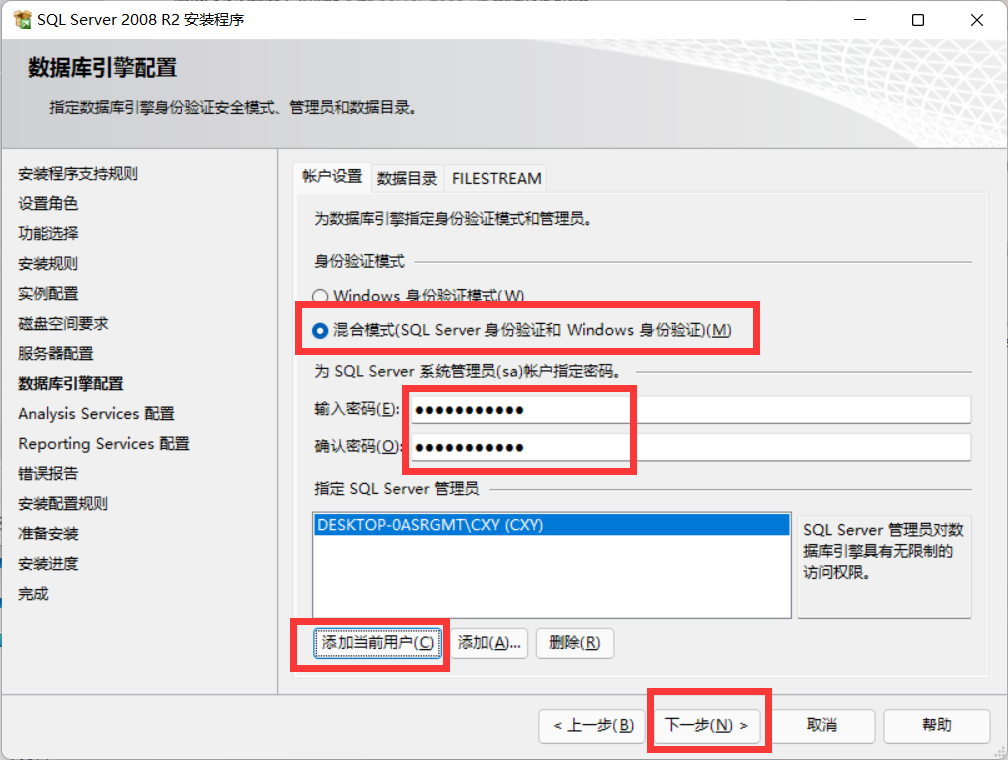 SQL Server 2008 R2 安装程序
数据库引擎配置
指定数据库引擎身份验证安全模式、管理员和数据目录。
安装程序支持规则
设置角色
功能选择
安装规则
实例配置
磁盘空间要求
服务器配置
数据库引擎配置
Analysis Services 配置
Reporting Services 配置
错误报告
安装配置规则
准备安装
安装进度
完成
帐户设置 数据目录 FILESTREAM
为数据库引擎指定身份验证模式和管理员。
身份验证模式
Windows 身份验证模式(W)
混合模式(SQL Server 身份验证和 Windows 身份验证)(M)
为 SQL Server 系统管理员(sa)帐户指定密码。
输入密码(E): ●●●●●●●●●●●
确认密码(O): ●●●●●●●●●●●
指定 SQL Server 管理员
DESKTOP-0ASRGMT\CXY (CXY)
SQL Server 管理员对数
据库引擎具有无限制的
访问权限。
添加当前用户(C) 添加(A)... 删除(R)
< 上一步(B) 下一步(N) > 取消 帮助